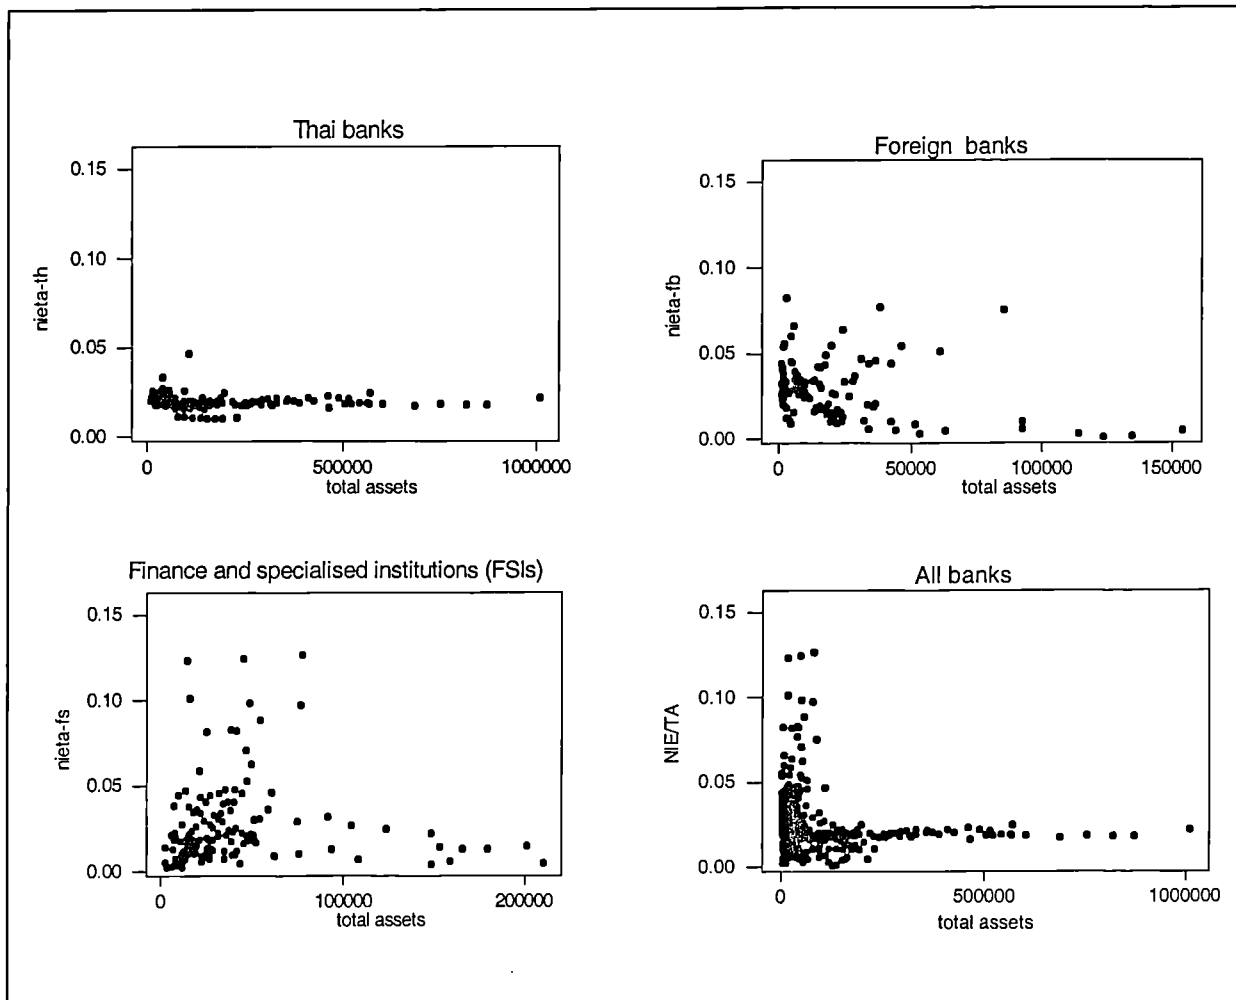 Thai banks
0.15
0.10
0.05
0.00
nieta-th
0
500000
1000000
total assets
Foreign banks
0.15
0.10
0.05
0.00
nieta-fb
0
50000
100000
150000
total assets
Finance and specialised institutions (FSIs)
0.15
0.10
0.05
0.00
nieta-fs
0
100000
200000
total assets
All banks
0.15
0.10
0.05
0.00
NIE/TA
0
500000
1000000
total assets